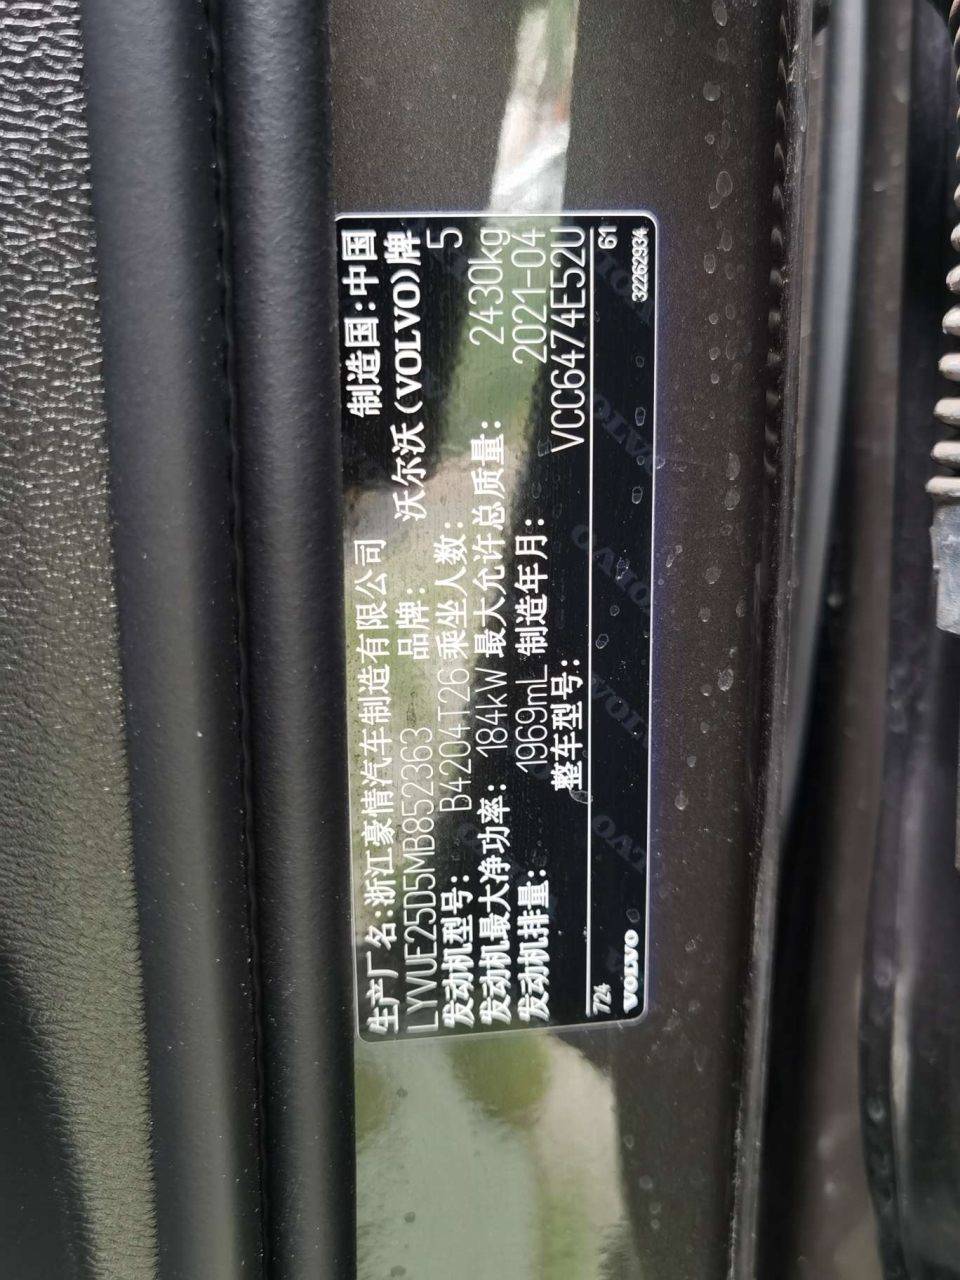 生产厂名:浙江豪情汽车制造有限公司 制造国:中国
LYVUE25D5MB852363 品牌: 沃尔沃(VOLVO)牌
发动机型号: B4204T26 乘坐人数: 5
发动机最大净功率: 184kW 最大允许总质量: 2430kg
发动机排量: 1969mL 制造年月: 2021-04
整车型号: VCC6474E52U
724 61
VOLVO 32262934